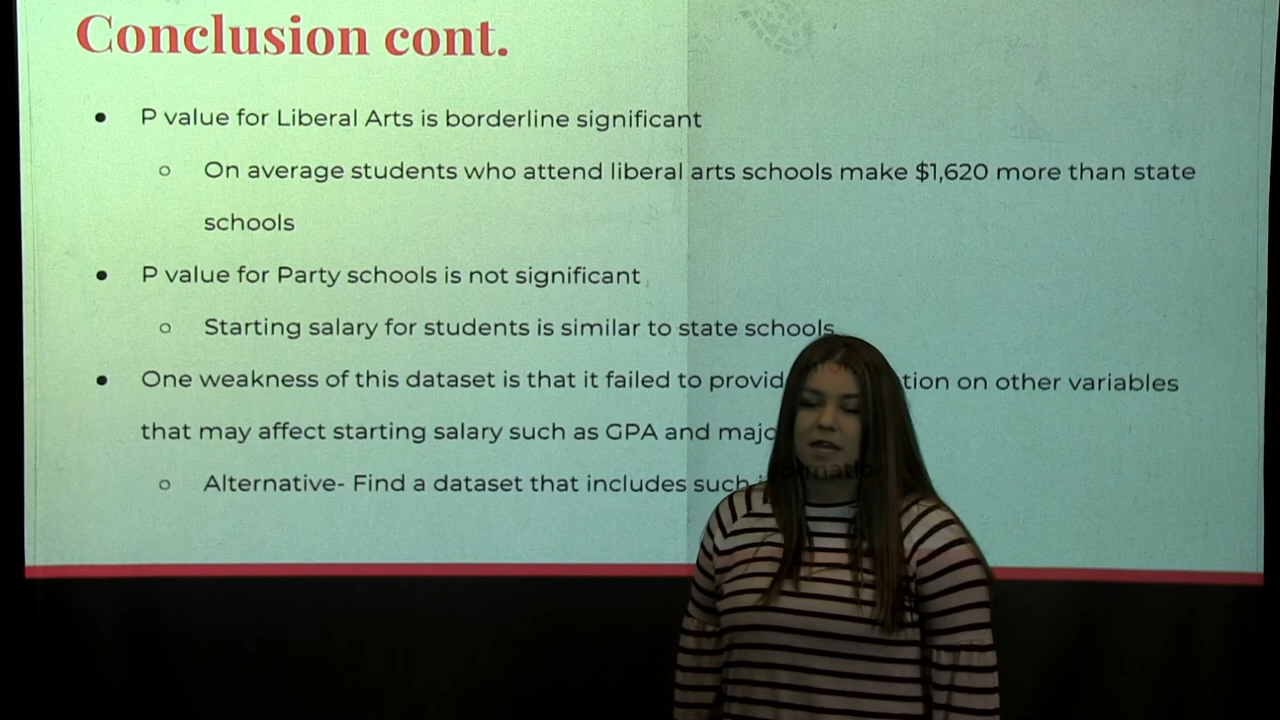 Conclusion cont.
● P value for Liberal Arts is borderline significant
○ On average students who attend liberal arts schools make $1,620 more than state
schools
● P value for Party schools is not significant
○ Starting salary for students is similar to state schools
● One weakness of this dataset is that it failed to provid tion on other variables
that may affect starting salary such as GPA and majo
○ Alternative- Find a dataset that includes such